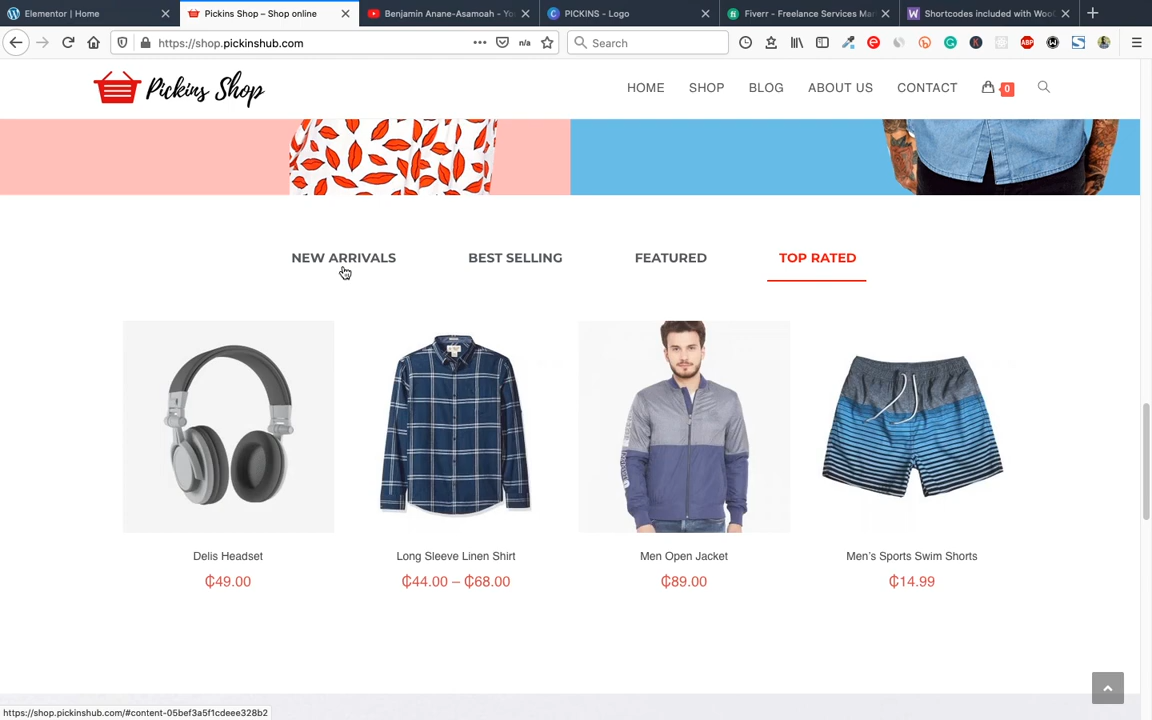 Elementor | Home
Pickins Shop – Shop online
Benjamin Anane-Asamoah - Yo
PICKINS - Logo
Fiverr - Freelance Services Ma
Shortcodes included with Woo
https://shop.pickinshub.com
n/a
Search
ABP
Pickins Shop
HOME
SHOP
BLOG
ABOUT US
CONTACT
0
NEW ARRIVALS
BEST SELLING
FEATURED
TOP RATED
Delis Headset
Long Sleeve Linen Shirt
Men Open Jacket
Men's Sports Swim Shorts
₵49.00
₵44.00 – ₵68.00
₵89.00
₵14.99
https://shop.pickinshub.com/#content-05bef3a5f1cdeee328b2